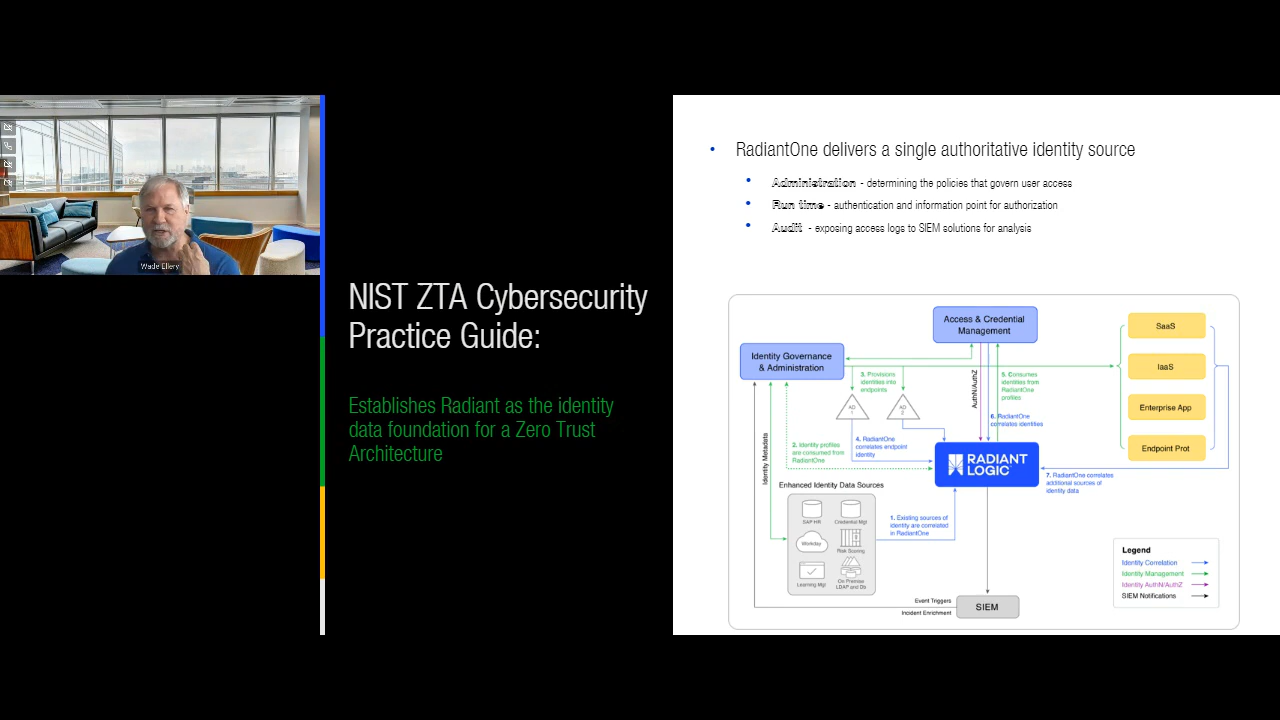 Wade Ellery
NIST ZTA Cybersecurity
Practice Guide:
Establishes Radiant as the identity
data foundation for a Zero Trust
Architecture
• RadiantOne delivers a single authoritative identity source
• Administration - determining the policies that govern user access
• Run time - authentication and information point for authorization
• Audit - exposing access logs to SIEM solutions for analysis
Access & Credential
Management
Identity Governance
& Administration
SaaS
IaaS
Enterprise App
Endpoint Prot
3. Provisions
identities into
endpoints
AuthN/AuthZ
5. Consumes
identities from
RadiantOne
profiles
AD
1
AD
2
6. RadiantOne
correlates identities
4. RadiantOne
correlates endpoint
identity
2. Identity profiles
are consumed from
RadiantOne
Identity Metadata
RADIANT
LOGIC
7. RadiantOne correlates
additional sources of
identity data
Enhanced Identity Data Sources
SAP HR
Credential Mgt
Workday
Risk Scoring
Learning Mgt
On Premise
LDAP and Db
1. Existing sources of
identity are correlated
in RadiantOne
Legend
Identity Correlation
Identity Management
Identity AuthN/AuthZ
SIEM Notifications
Event Triggers
Incident Enrichment
SIEM